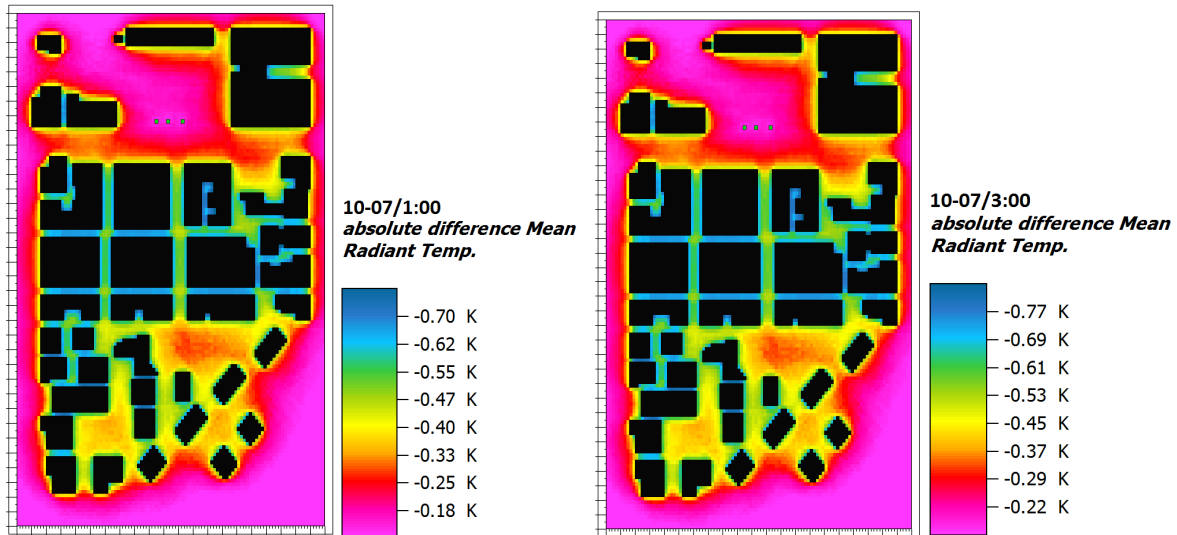 10-07/1:00
absolute difference Mean
Radiant Temp.
-0.70 K
-0.62 K
-0.55 K
-0.47 K
-0.40 K
-0.33 K
-0.25 K
-0.18 K
10-07/3:00
absolute difference Mean
Radiant Temp.
-0.77 K
-0.69 K
-0.61 K
-0.53 K
-0.45 K
-0.37 K
-0.29 K
-0.22 K